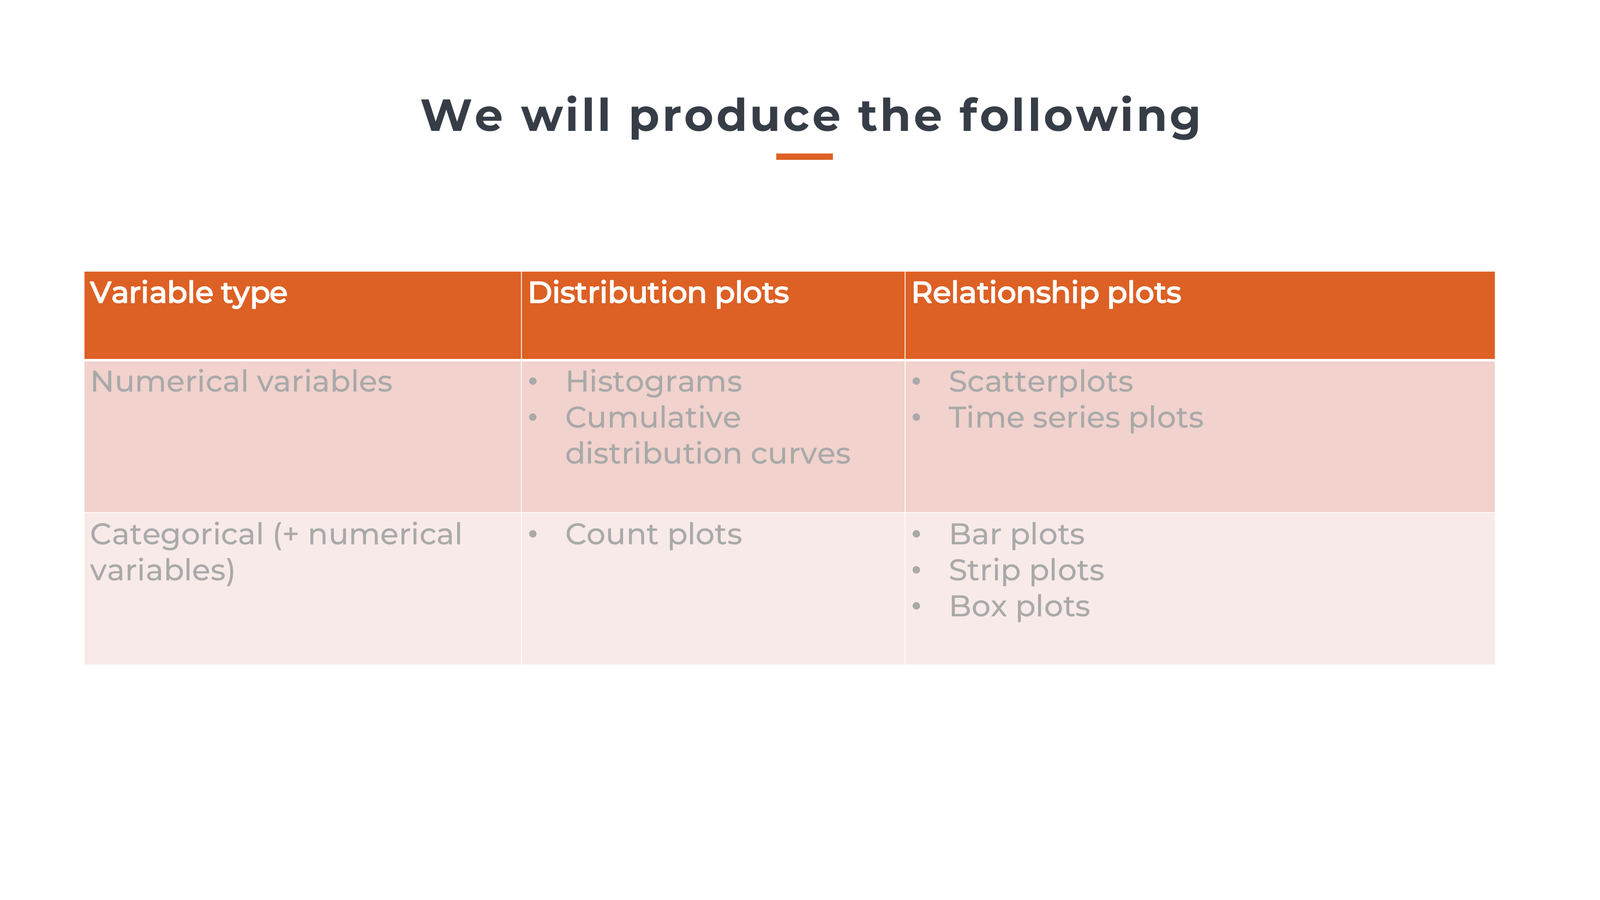 We will produce the following
Variable type
Distribution plots
Relationship plots
Numerical variables
• Histograms
• Cumulative
distribution curves
• Scatterplots
• Time series plots
Categorical (+ numerical
variables)
• Count plots
• Bar plots
• Strip plots
• Box plots